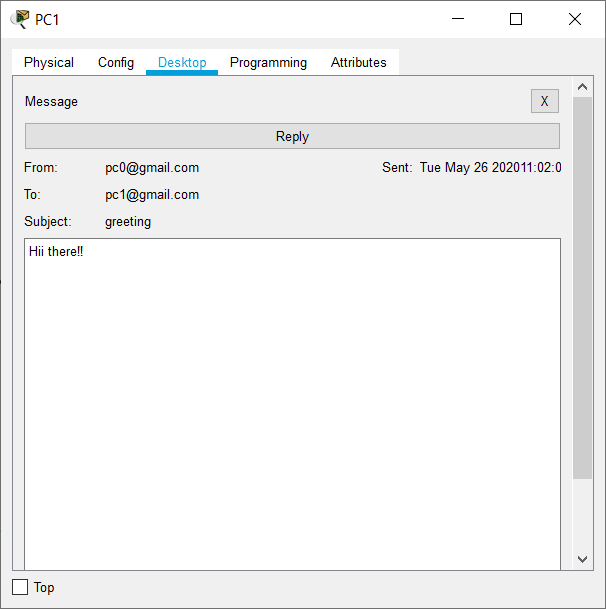 PC1
Physical Config Desktop Programming Attributes
Message X
Reply
From: pc0@gmail.com Sent: Tue May 26 202011:02:0
To: pc1@gmail.com
Subject: greeting
Hii there!!
Top